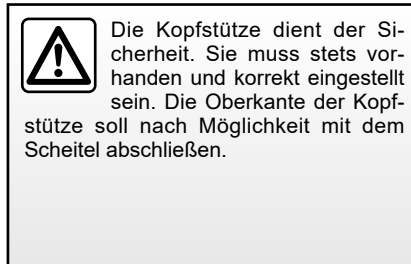 Die Kopfstütze dient der Si-
cherheit. Sie muss stets vor-
handen und korrekt eingestellt
sein. Die Oberkante der Kopf-
stütze soll nach Möglichkeit mit dem
Scheitel abschließen.